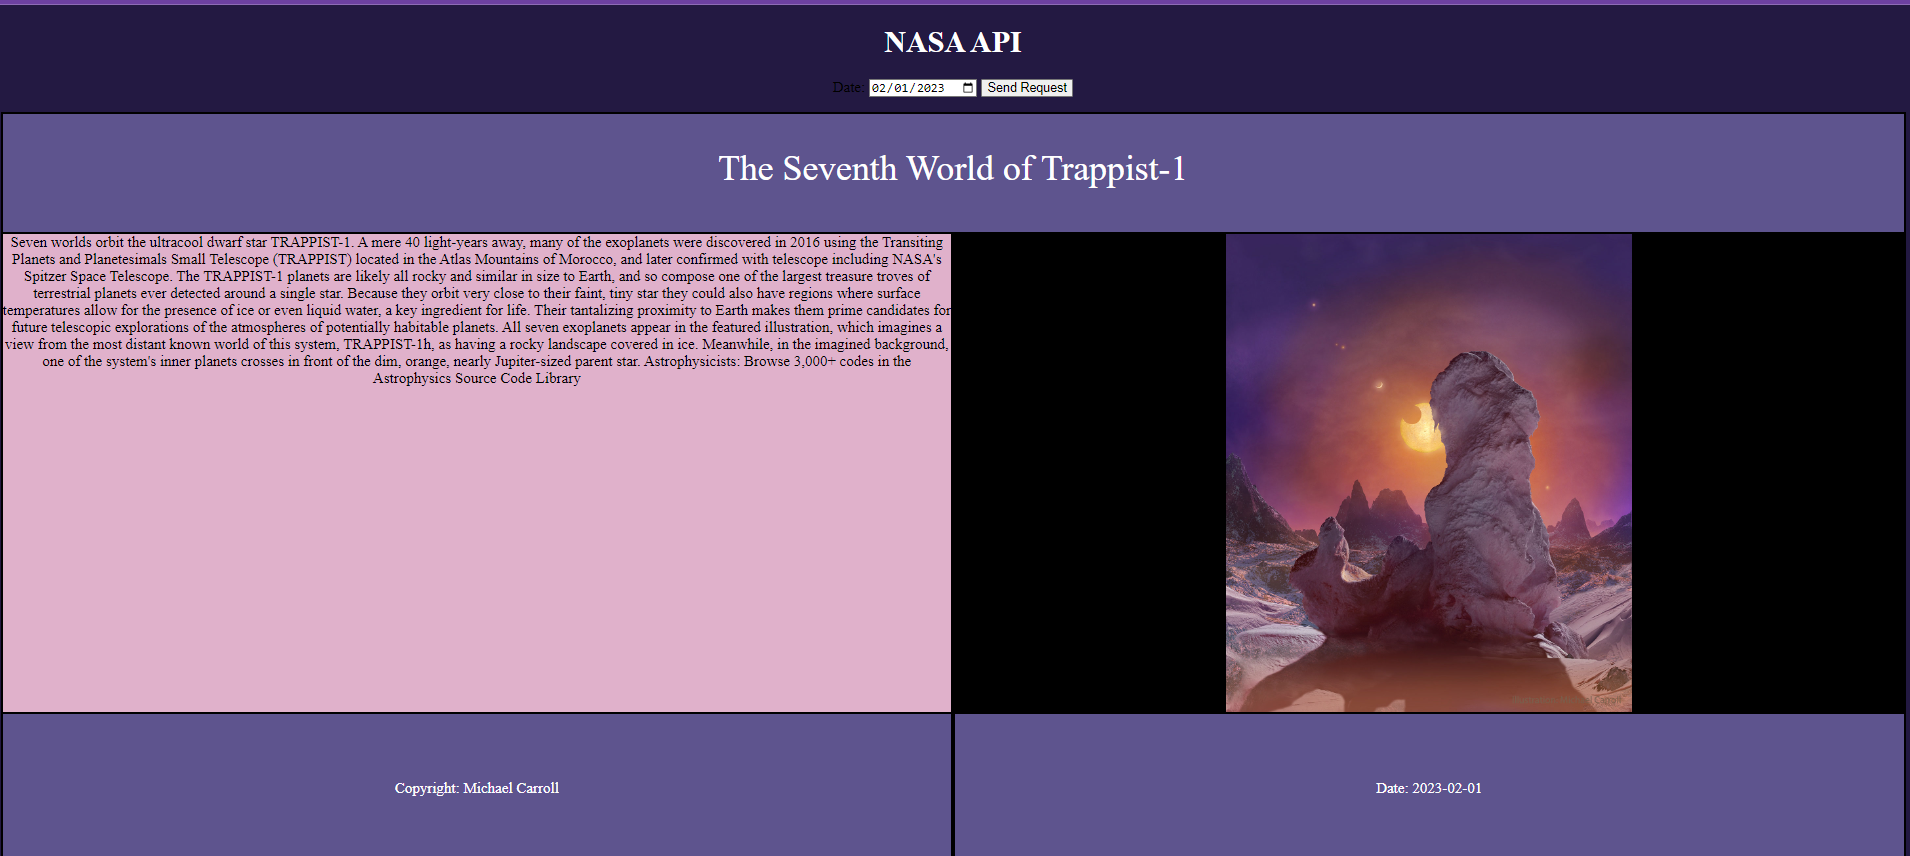 NASA API
Date: 02/01/2023 Send Request
The Seventh World of Trappist-1
Seven worlds orbit the ultracool dwarf star TRAPPIST-1. A mere 40 light-years away, many of the exoplanets were discovered in 2016 using the Transiting
Planets and Planetesimals Small Telescope (TRAPPIST) located in the Atlas Mountains of Morocco, and later confirmed with telescope including NASA's
Spitzer Space Telescope. The TRAPPIST-1 planets are likely all rocky and similar in size to Earth, and so compose one of the largest treasure troves of
terrestrial planets ever detected around a single star. Because they orbit very close to their faint, tiny star they could also have regions where surface
temperatures allow for the presence of ice or even liquid water, a key ingredient for life. Their tantalizing proximity to Earth makes them prime candidates for
future telescopic explorations of the atmospheres of potentially habitable planets. All seven exoplanets appear in the featured illustration, which imagines a
view from the most distant known world of this system, TRAPPIST-1h, as having a rocky landscape covered in ice. Meanwhile, in the imagined background,
one of the system's inner planets crosses in front of the dim, orange, nearly Jupiter-sized parent star. Astrophysicists: Browse 3,000+ codes in the
Astrophysics Source Code Library
Copyright: Michael Carroll
Date: 2023-02-01